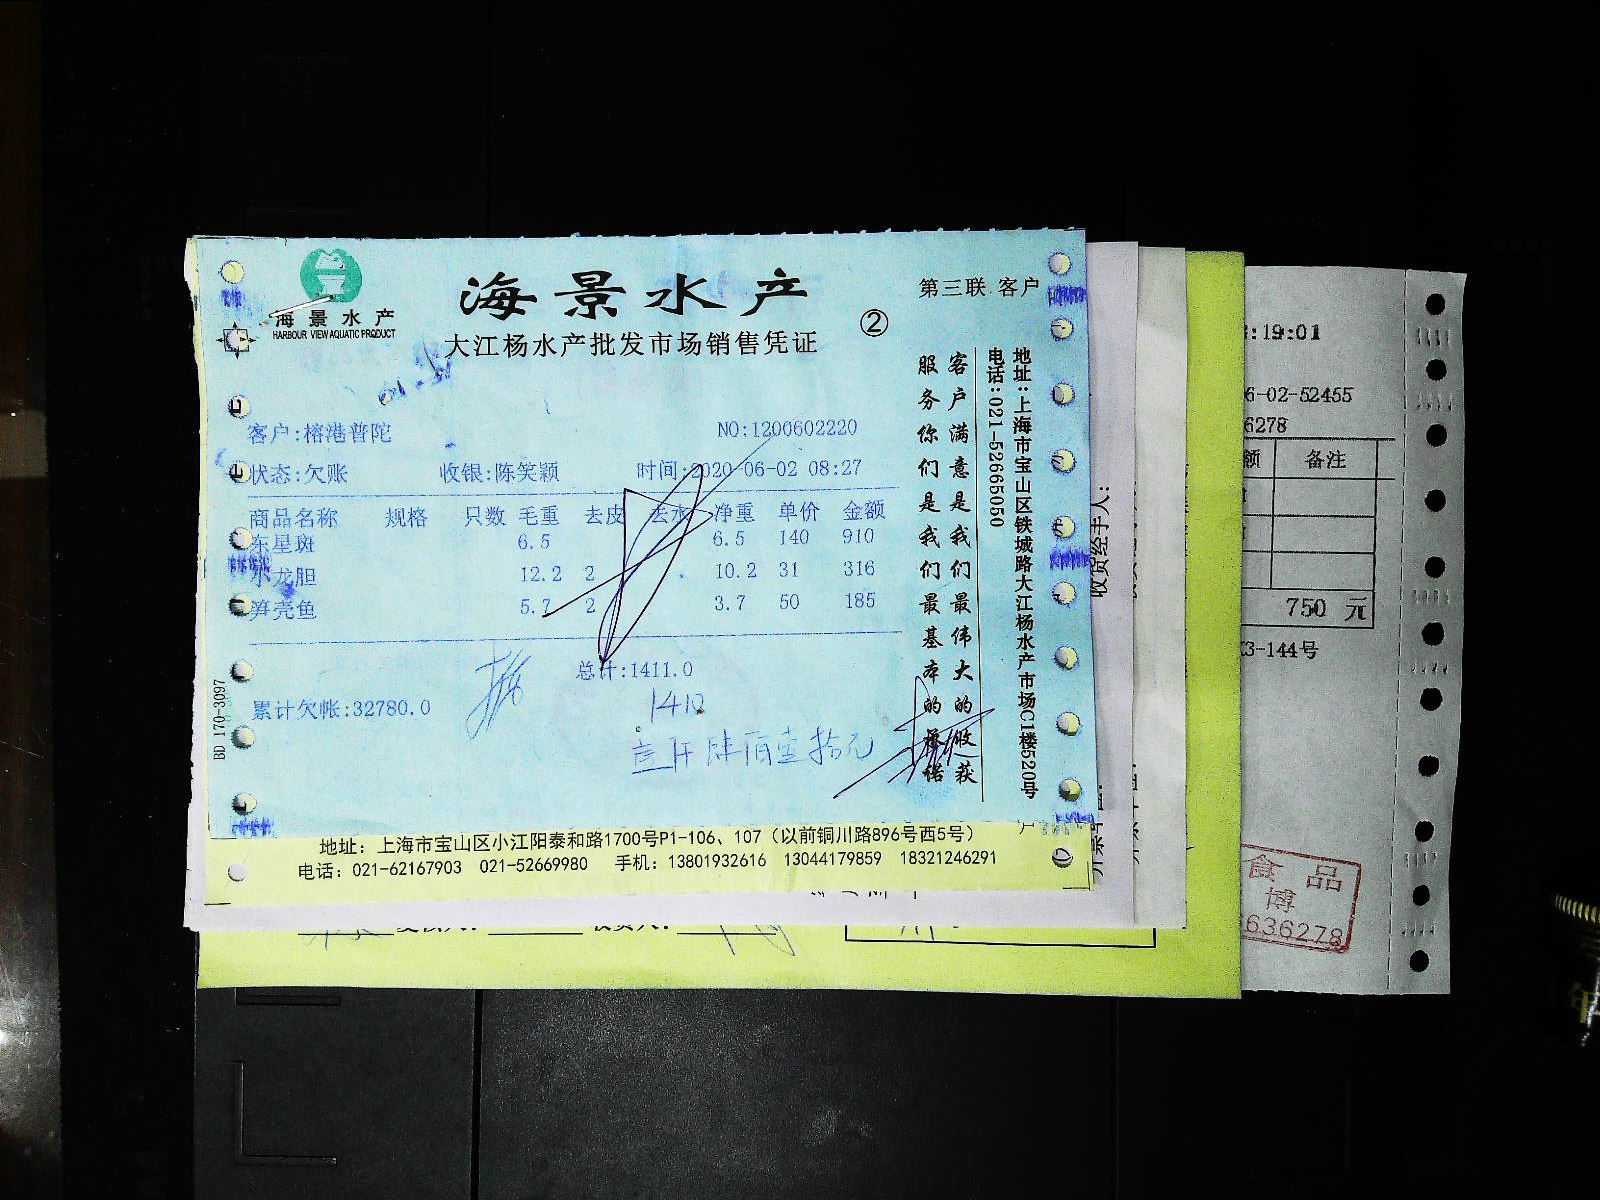 海景水产
HARBOUR VIEW AQUATIC PRODUCT
海景水产
大江杨水产批发市场销售凭证
②
第三联 客户
客户:榕港普陀
NO:1200602220
状态:欠账 收银:陈笑颖 时间:2020-06-02 08:27
商品名称 规格 只数 毛重 去皮 去水 净重 单价 金额
东星斑 6.5 6.5 140 910
小龙胆 12.2 2 10.2 31 316
笋壳鱼 5.7 2 3.7 50 185
总计:1411.0
累计欠帐:32780.0
1410
壹仟肆佰壹拾元
BD 170-3097
客户满意是我们最伟大的收获
服务你们是我们最基本的承诺
地址:上海市宝山区铁城路大江杨水产市场C1楼520号
电话:021-52665050
地址: 上海市宝山区小江阳泰和路1700号P1-106、107 (以前铜川路896号西5号)
电话: 021-62167903 021-52669980 手机: 13801932616 13044179859 18321246291
收货经手人:
:19:01
6-02-52455
6278
额 备注
750 元
3-144号
食品
博
636278